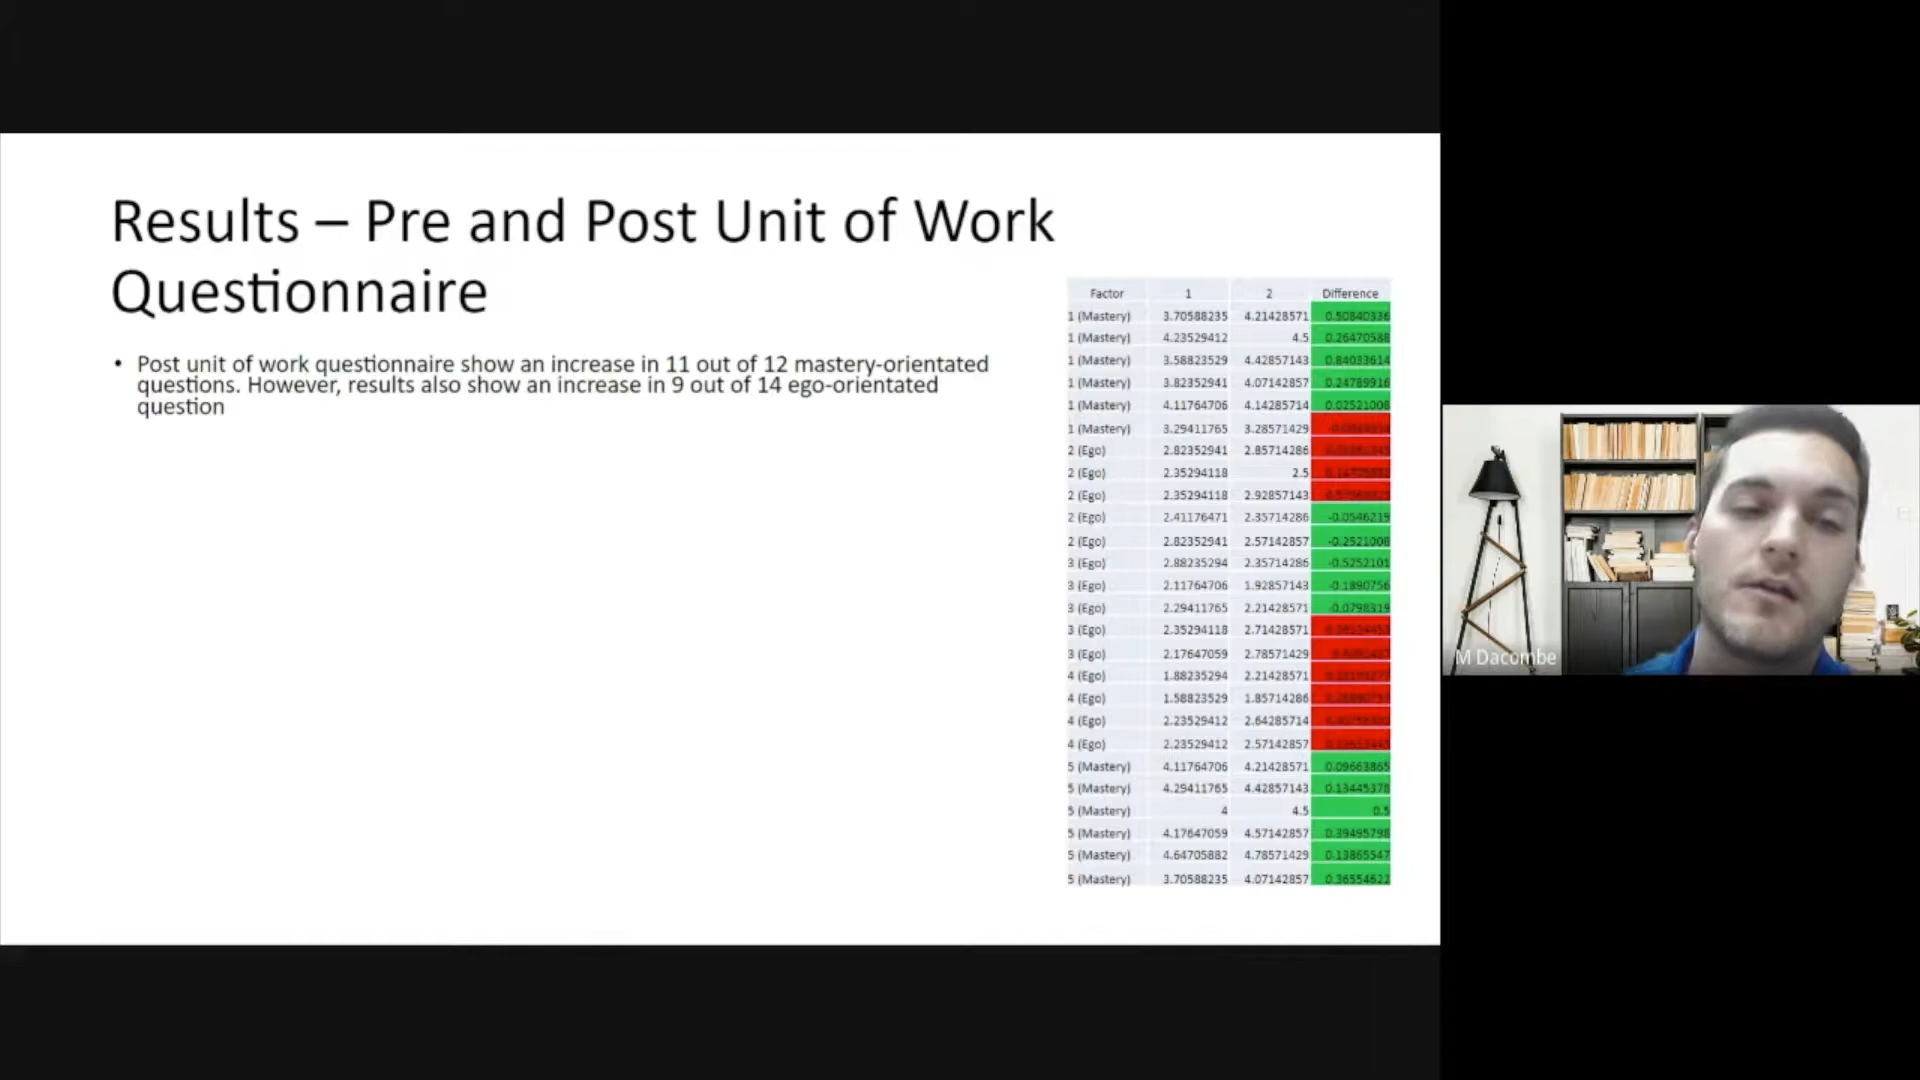 Results – Pre and Post Unit of Work
Questionnaire
• Post unit of work questionnaire show an increase in 11 out of 12 mastery-orientated
questions. However, results also show an increase in 9 out of 14 ego-orientated
question
Factor 1 2 Difference
1 (Mastery) 3.70588235 4.21428571 0.50840336
1 (Mastery) 4.23529412 4.5 0.26470588
1 (Mastery) 3.58823529 4.42857143 0.84033614
1 (Mastery) 3.82352941 4.07142857 0.24789916
1 (Mastery) 4.11764706 4.14285714 0.02521008
1 (Mastery) 3.29411765 3.28571429
2 (Ego) 2.82352941 2.85714286
2 (Ego) 2.35294118 2.5
2 (Ego) 2.35294118 2.92857143
2 (Ego) 2.41176471 2.35714286 -0.0546219
2 (Ego) 2.82352941 2.57142857 -0.2521008
3 (Ego) 2.88235294 2.35714286 -0.5252101
3 (Ego) 2.11764706 1.92857143 -0.1890756
3 (Ego) 2.29411765 2.21428571 -0.0798319
3 (Ego) 2.35294118 2.71428571
3 (Ego) 2.17647059 2.78571429
4 (Ego) 1.88235294 2.21428571
4 (Ego) 1.58823529 1.85714286
4 (Ego) 2.23529412 2.64285714
4 (Ego) 2.23529412 2.57142857
5 (Mastery) 4.11764706 4.21428571 0.09663865
5 (Mastery) 4.29411765 4.42857143 0.13445378
5 (Mastery) 4 4.5 0.5
5 (Mastery) 4.17647059 4.57142857 0.39495798
5 (Mastery) 4.64705882 4.78571429 0.13865547
5 (Mastery) 3.70588235 4.07142857 0.36554622
M Dacombe